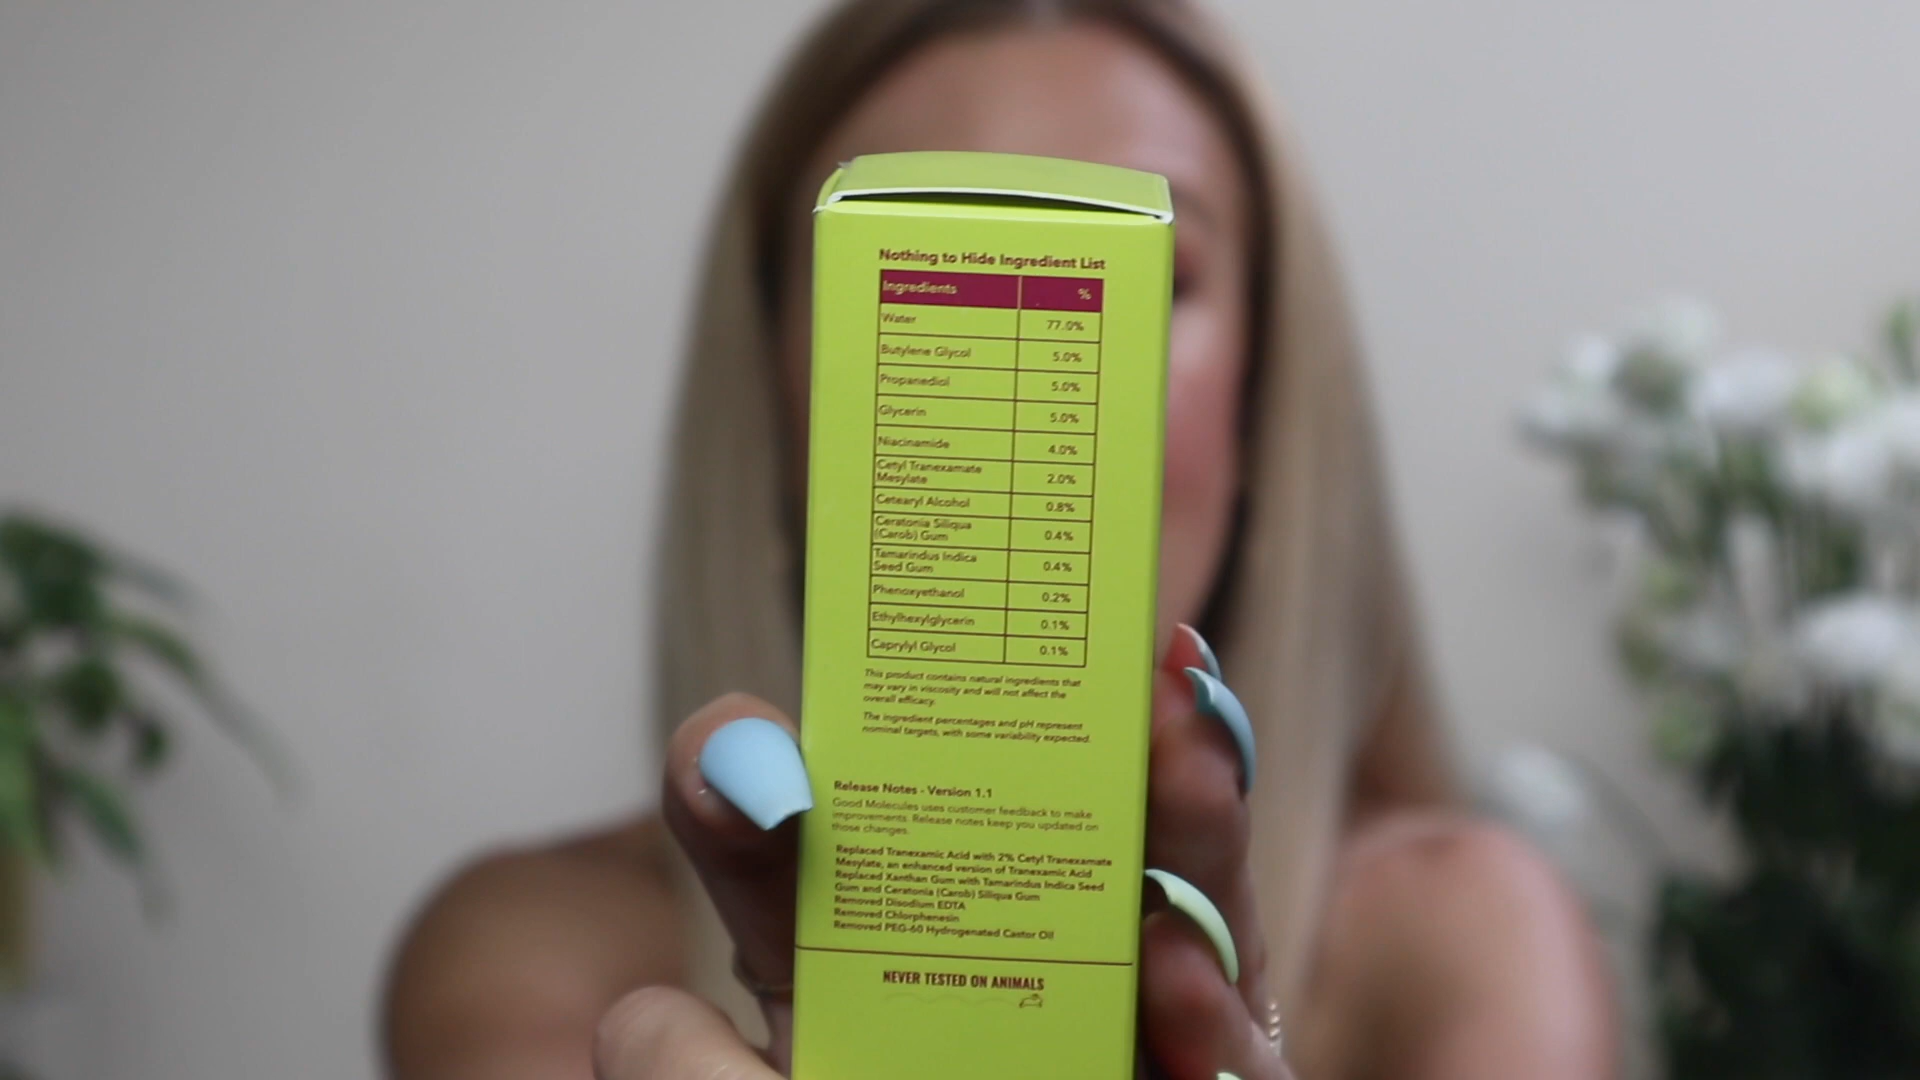 Nothing to Hide Ingredient List
Ingredients %
Water 77.0%
Butylene Glycol 5.0%
Propanediol 5.0%
Glycerin 5.0%
Niacinamide 4.0%
Cetyl Tranexamate
Mesylate 2.0%
Cetearyl Alcohol 0.8%
Ceratonia Siliqua
(Carob) Gum 0.4%
Tamarindus Indica
Seed Gum 0.4%
Phenoxyethanol 0.2%
Ethylhexylglycerin 0.1%
Caprylyl Glycol 0.1%
This product contains natural ingredients that
may vary in viscosity and will not affect the
overall efficacy.
The ingredient percentages and pH represent
nominal targets, with some variability expected.
Release Notes - Version 1.1
Good Molecules uses customer feedback to make
improvements. Release notes keep you updated on
those changes.
Replaced Tranexamic Acid with 2% Cetyl Tranexamate
Mesylate, an enhanced version of Tranexamic Acid
Replaced Xanthan Gum with Tamarindus Indica Seed
Gum and Ceratonia (Carob) Siliqua Gum
Removed Disodium EDTA
Removed Chlorphenesin
Removed PEG-60 Hydrogenated Castor Oil
NEVER TESTED ON ANIMALS